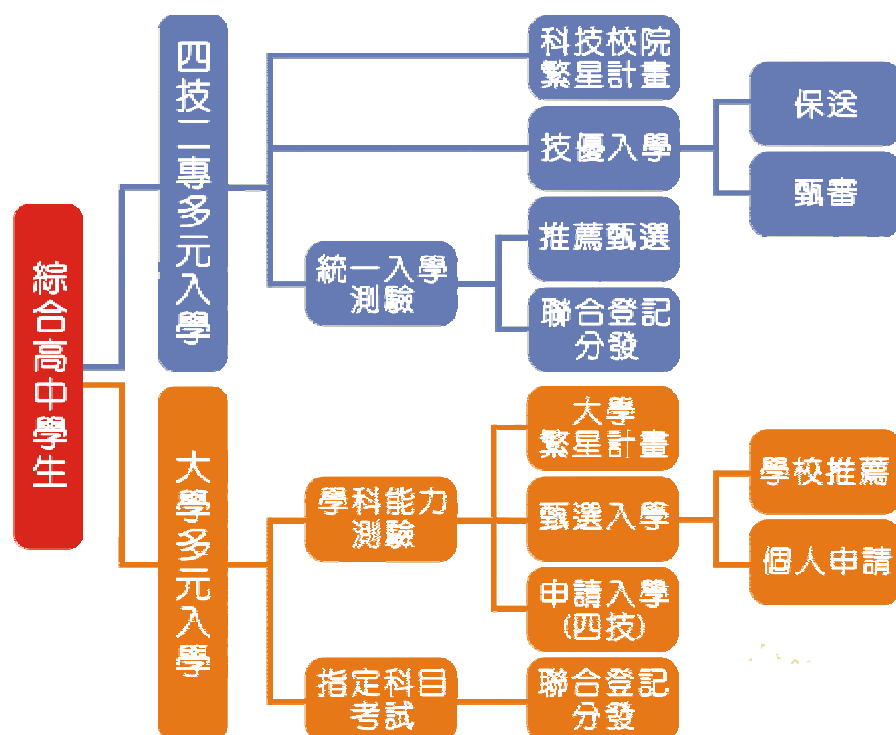 綜合高中學生
四技二專多元入學
科技校院
繁星計畫
技優入學
保送
甄審
統一入學
測驗
推薦甄選
聯合登記
分發
大學多元入學
學科能力
測驗
大學
繁星計畫
甄選入學
學校推薦
個人申請
申請入學
(四技)
指定科目
考試
聯合登記
分發